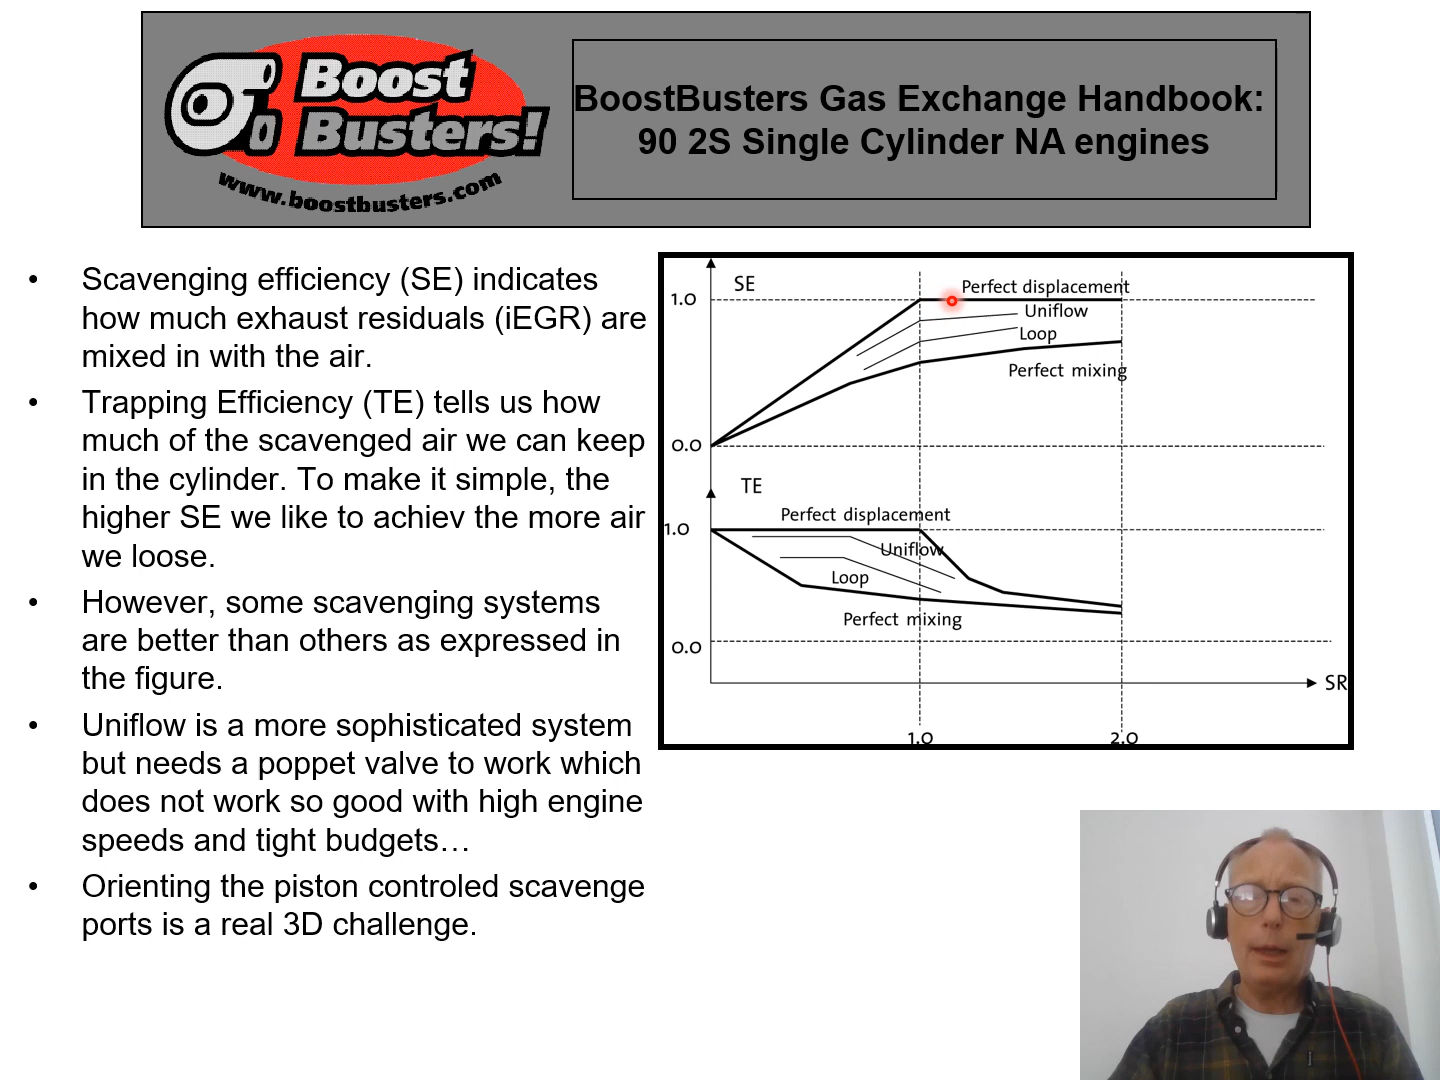 Boost
Busters!
www.boostbusters.com
BoostBusters Gas Exchange Handbook:
90 2S Single Cylinder NA engines
• Scavenging efficiency (SE) indicates
how much exhaust residuals (iEGR) are
mixed in with the air.
• Trapping Efficiency (TE) tells us how
much of the scavenged air we can keep
in the cylinder. To make it simple, the
higher SE we like to achiev the more air
we loose.
• However, some scavenging systems
are better than others as expressed in
the figure.
• Uniflow is a more sophisticated system
but needs a poppet valve to work which
does not work so good with high engine
speeds and tight budgets…
• Orienting the piston controled scavenge
ports is a real 3D challenge.
SE
Perfect displacement
1.0
Uniflow
Loop
Perfect mixing
0.0
TE
Perfect displacement
1.0
Uniflow
Loop
Perfect mixing
0.0
SR
1.0
2.0